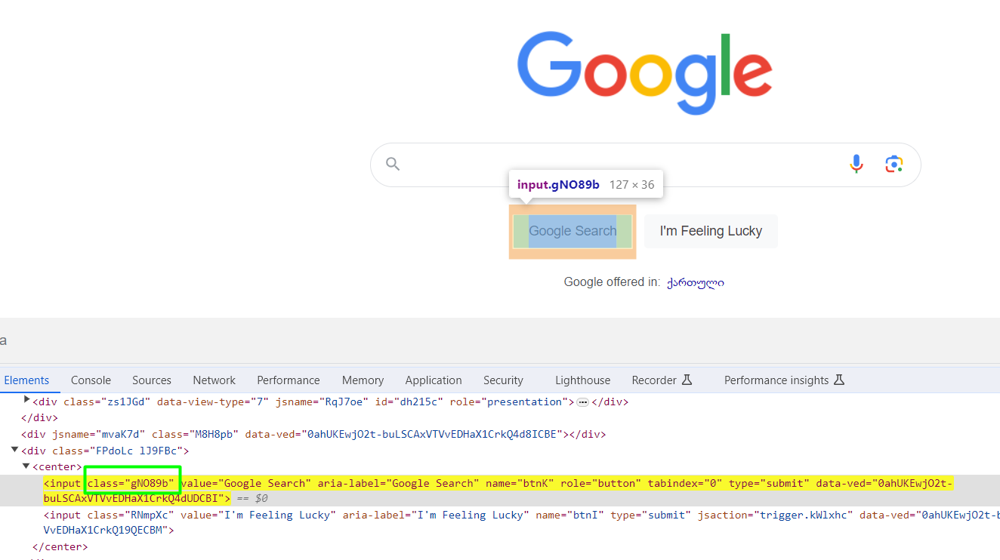 Google
input.gNO89b 127 × 36
Google Search I'm Feeling Lucky
Google offered in: ქართული
a
Elements Console Sources Network Performance Memory Application Security Lighthouse Recorder Performance insights
<div class="zs1JGd" data-view-type="7" jsname="RqJ7oe" id="dh215c" role="presentation">…</div>
</div>
<div jsname="mvaK7d" class="M8H8pb" data-ved="0ahUKEwjO2t-buLSCAxVTVvEDHaX1CrkQ4d8ICBE"></div>
<div class="FPdoLc lJ9FBc">
<center>
<input class="gNO89b" value="Google Search" aria-label="Google Search" name="btnK" role="button" tabindex="0" type="submit" data-ved="0ahUKEwjO2t-
buLSCAxVTVvEDHaX1CrkQ4dUDCBI"> == $0
<input class="RNmpXc" value="I'm Feeling Lucky" aria-label="I'm Feeling Lucky" name="btnI" type="submit" jsaction="trigger.kWlxhc" data-ved="0ahUKEwjO2t-b
VvEDHaX1CrkQ19QECBM">
</center>